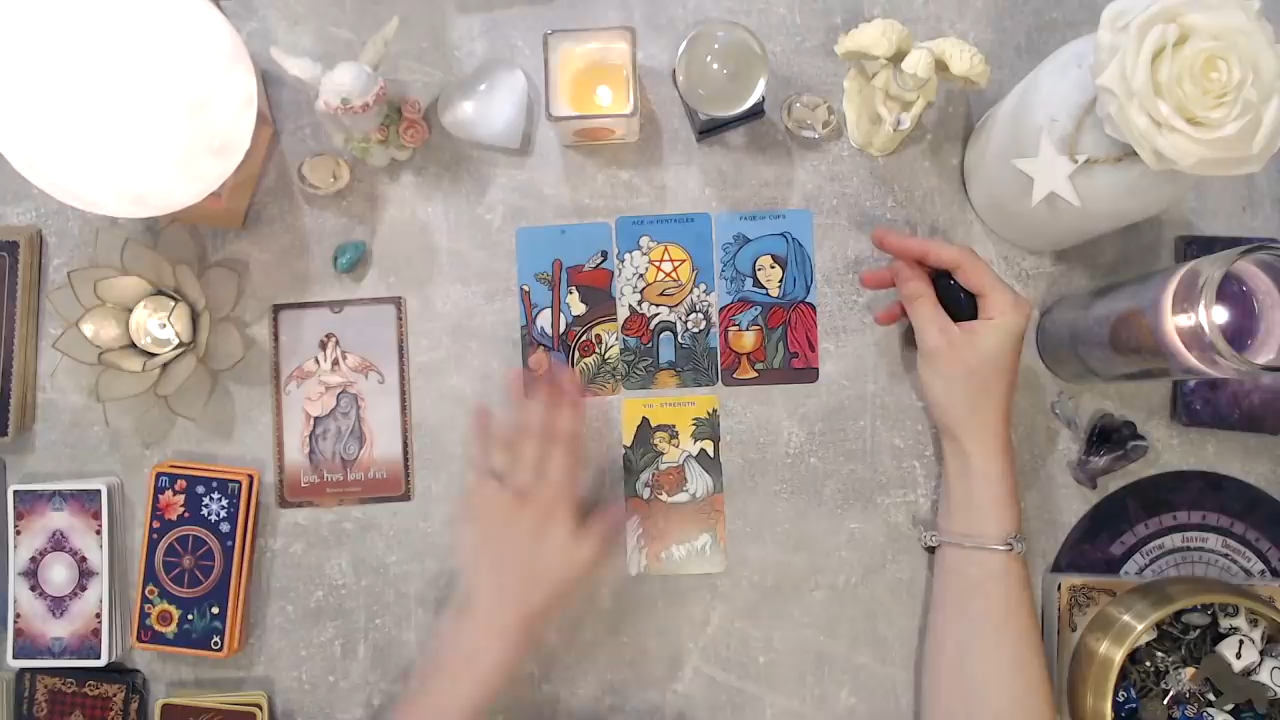 ACE OF PENTACLES
PAGE OF CUPS
VIII - STRENGTH
Loin, très loin d'ici
Février
Janvier
Décembre